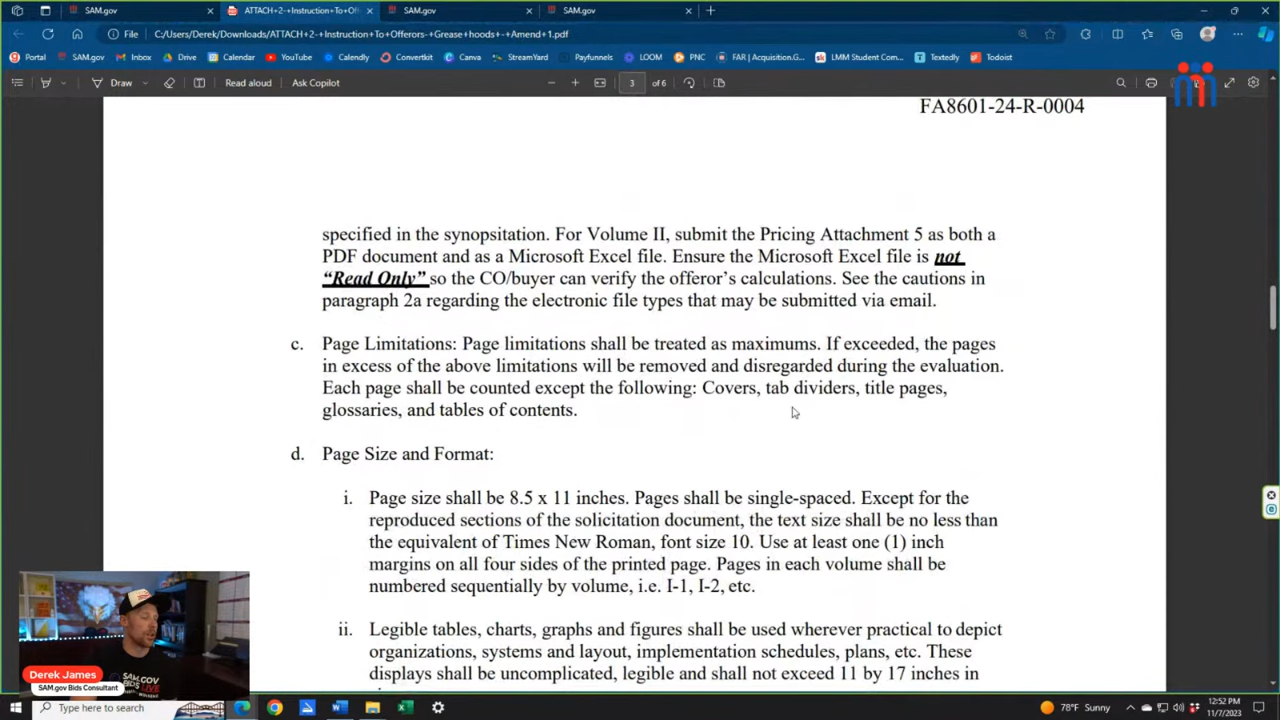 SAM.gov
ATTACH+2-+Instruction+To+Off
SAM.gov
SAM.gov
File
C:/Users/Derek/Downloads/ATTACH+2-+Instruction+To+Offerors-+Grease+hoods+-+Amend+1.pdf
Portal
SAM.gov
Inbox
Drive
Calendar
YouTube
Calendly
Convertkit
Canva
StreamYard
Payfunnels
LOOM
PNC
FAR | Acquisition.G...
LMM Student Com...
Textedly
Todoist
Draw
Read aloud
Ask Copilot
3
of 6
FA8601-24-R-0004
specified in the synopsitation. For Volume II, submit the Pricing Attachment 5 as both a
PDF document and as a Microsoft Excel file. Ensure the Microsoft Excel file is not
“Read Only” so the CO/buyer can verify the offeror’s calculations. See the cautions in
paragraph 2a regarding the electronic file types that may be submitted via email.
c. Page Limitations: Page limitations shall be treated as maximums. If exceeded, the pages
in excess of the above limitations will be removed and disregarded during the evaluation.
Each page shall be counted except the following: Covers, tab dividers, title pages,
glossaries, and tables of contents.
d. Page Size and Format:
i. Page size shall be 8.5 x 11 inches. Pages shall be single-spaced. Except for the
reproduced sections of the solicitation document, the text size shall be no less than
the equivalent of Times New Roman, font size 10. Use at least one (1) inch
margins on all four sides of the printed page. Pages in each volume shall be
numbered sequentially by volume, i.e. I-1, I-2, etc.
ii. Legible tables, charts, graphs and figures shall be used wherever practical to depict
organizations, systems and layout, implementation schedules, plans, etc. These
displays shall be uncomplicated, legible and shall not exceed 11 by 17 inches in
SAM.GOV
BIDS LIVE
Derek James
SAM.gov Bids Consultant
Type here to search
78°F Sunny
12:52 PM
11/7/2023